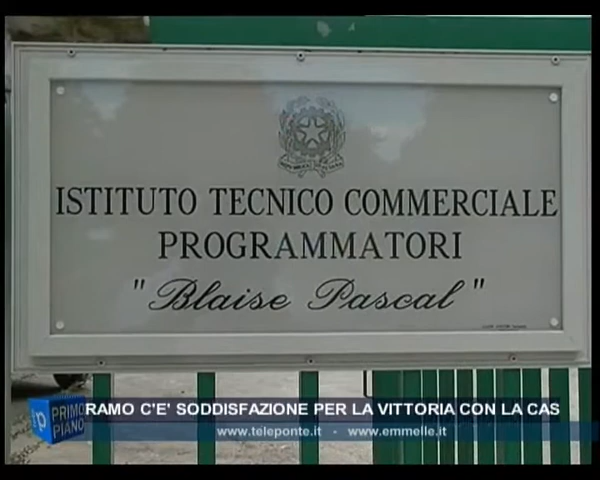 ISTITUTO TECNICO COMMERCIALE
PROGRAMMATORI
"Blaise Pascal"
p PRIMO PIANO
RAMO C'E' SODDISFAZIONE PER LA VITTORIA CON LA CAS
www.teleponte.it - www.emmelle.it